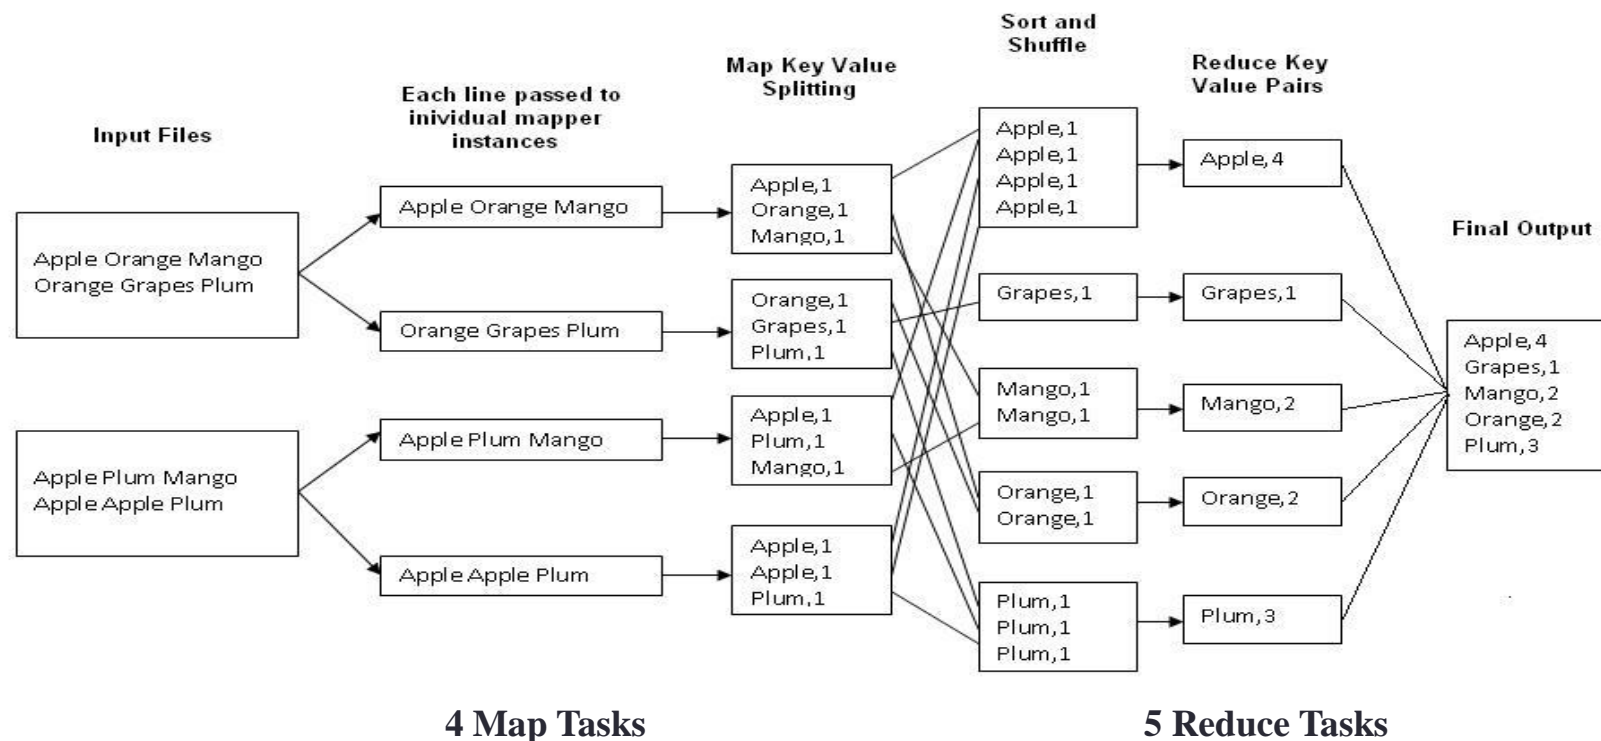 Input Files
Each line passed to
inividual mapper
instances
Map Key Value
Splitting
Sort and
Shuffle
Reduce Key
Value Pairs
Final Output
Apple Orange Mango
Orange Grapes Plum
Apple Plum Mango
Apple Apple Plum
Apple Orange Mango
Orange Grapes Plum
Apple Plum Mango
Apple Apple Plum
Apple,1
Orange,1
Mango,1
Orange,1
Grapes,1
Plum,1
Apple,1
Plum,1
Mango,1
Apple,1
Apple,1
Plum,1
Apple,1
Apple,1
Apple,1
Apple,1
Grapes,1
Mango,1
Mango,1
Orange,1
Orange,1
Plum,1
Plum,1
Plum,1
Apple,4
Grapes,1
Mango,2
Orange,2
Plum,3
Apple,4
Grapes,1
Mango,2
Orange,2
Plum,3
4 Map Tasks
5 Reduce Tasks